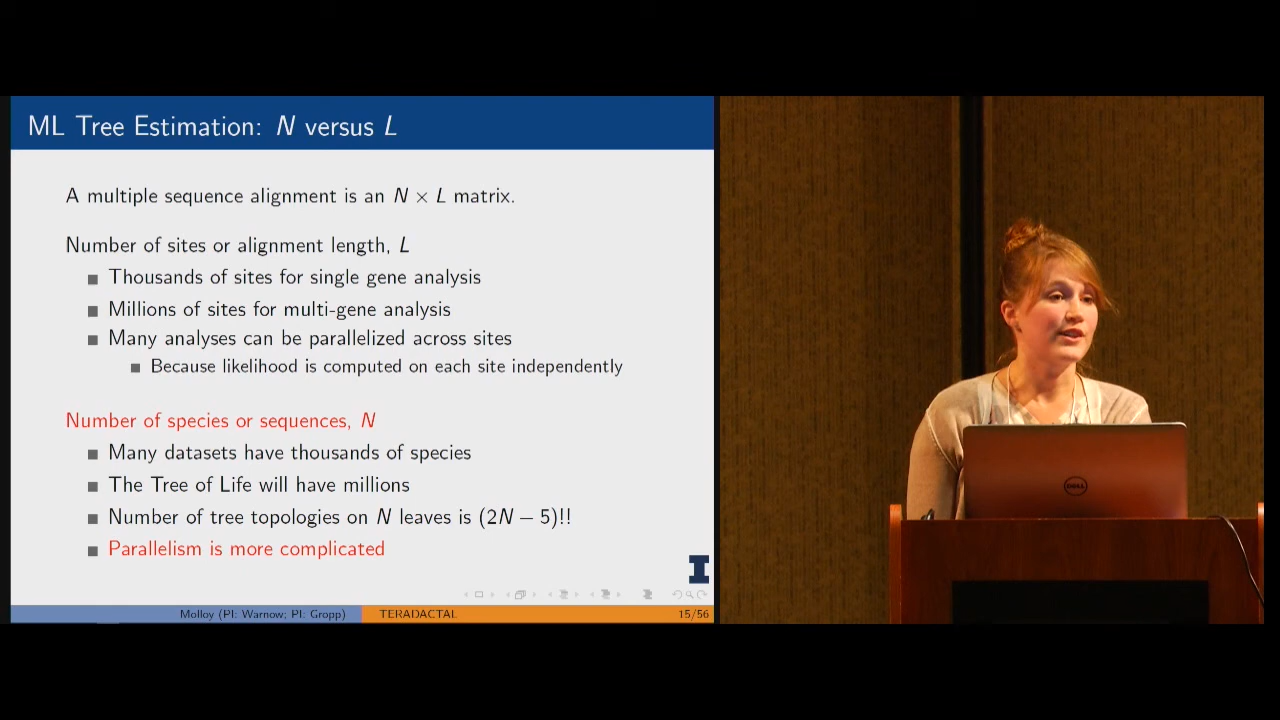 ML Tree Estimation: N versus L
A multiple sequence alignment is an N × L matrix.
Number of sites or alignment length, L
Thousands of sites for single gene analysis
Millions of sites for multi-gene analysis
Many analyses can be parallelized across sites
Because likelihood is computed on each site independently
Number of species or sequences, N
Many datasets have thousands of species
The Tree of Life will have millions
Number of tree topologies on N leaves is (2N − 5)!!
Parallelism is more complicated
I
Molloy (PI: Warnow; PI: Gropp) TERADACTAL 15/56
DELL